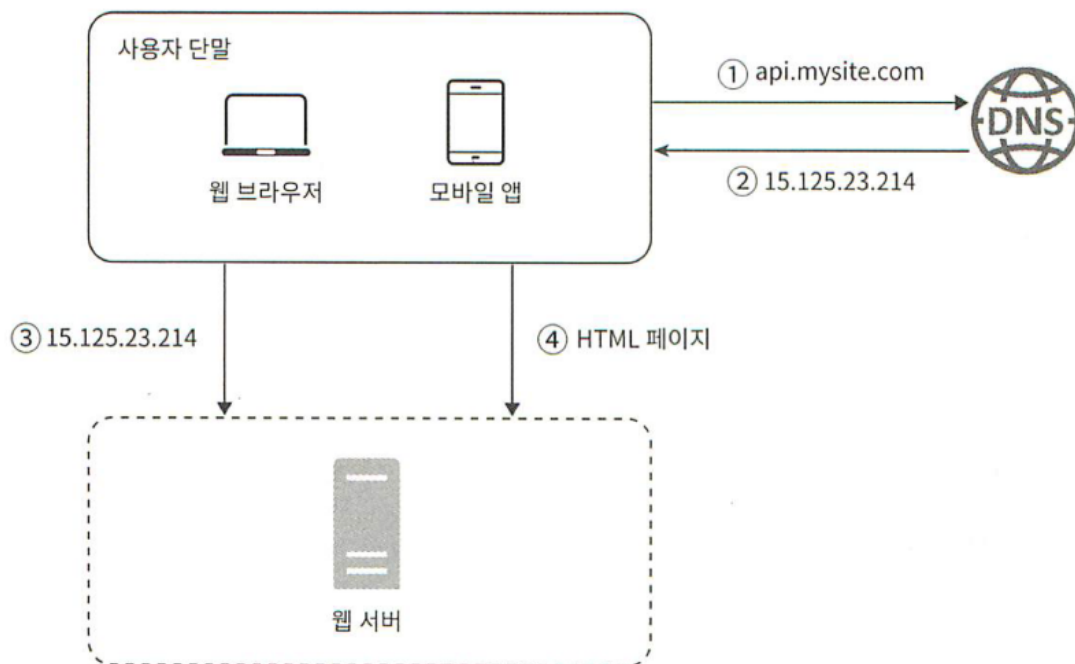 사용자 단말
웹 브라우저
모바일 앱
① api.mysite.com
DNS
② 15.125.23.214
③ 15.125.23.214
④ HTML 페이지
웹 서버